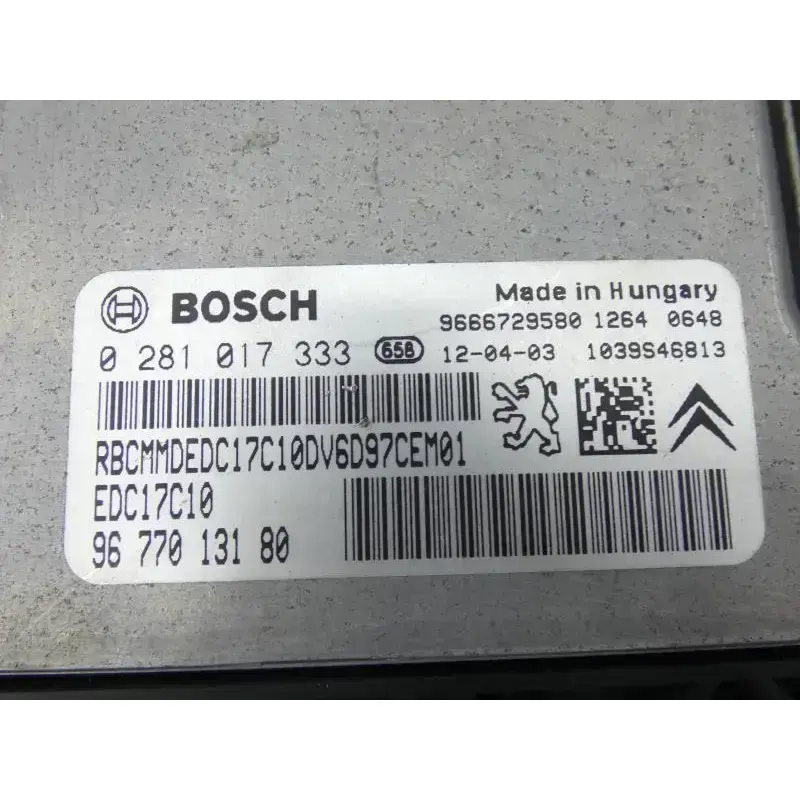 BOSCH
Made in Hungary
9666729580 1264 0648
0 281 017 333 658 12-04-03 1039S46813
RBCMMDEDC17C10DV6D97CEM01
EDC17C10
96 770 131 80